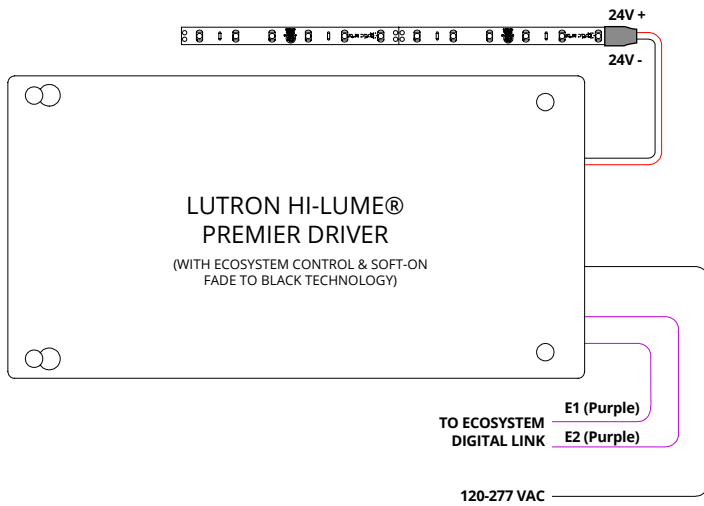 24V +
24V -
LUTRON HI-LUME®
PREMIER DRIVER
(WITH ECOSYSTEM CONTROL & SOFT-ON
FADE TO BLACK TECHNOLOGY)
E1 (Purple)
TO ECOSYSTEM
DIGITAL LINK
E2 (Purple)
120-277 VAC